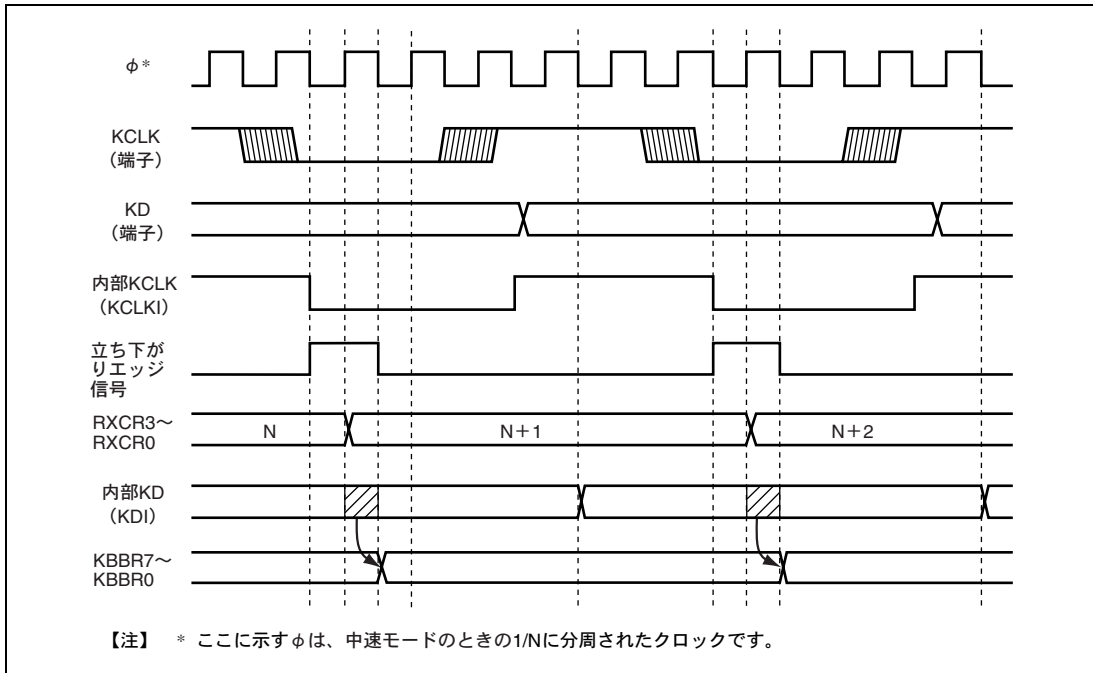 φ*
KCLK
（端子）
KD
（端子）
内部KCLK
（KCLKI）
立ち下が
りエッジ
信号
RXCR3～
RXCR0
N
N＋1
N＋2
内部KD
（KDI）
KBBR7～
KBBR0
【注】 * ここに示すφは、中速モードのときの1/Nに分周されたクロックです。